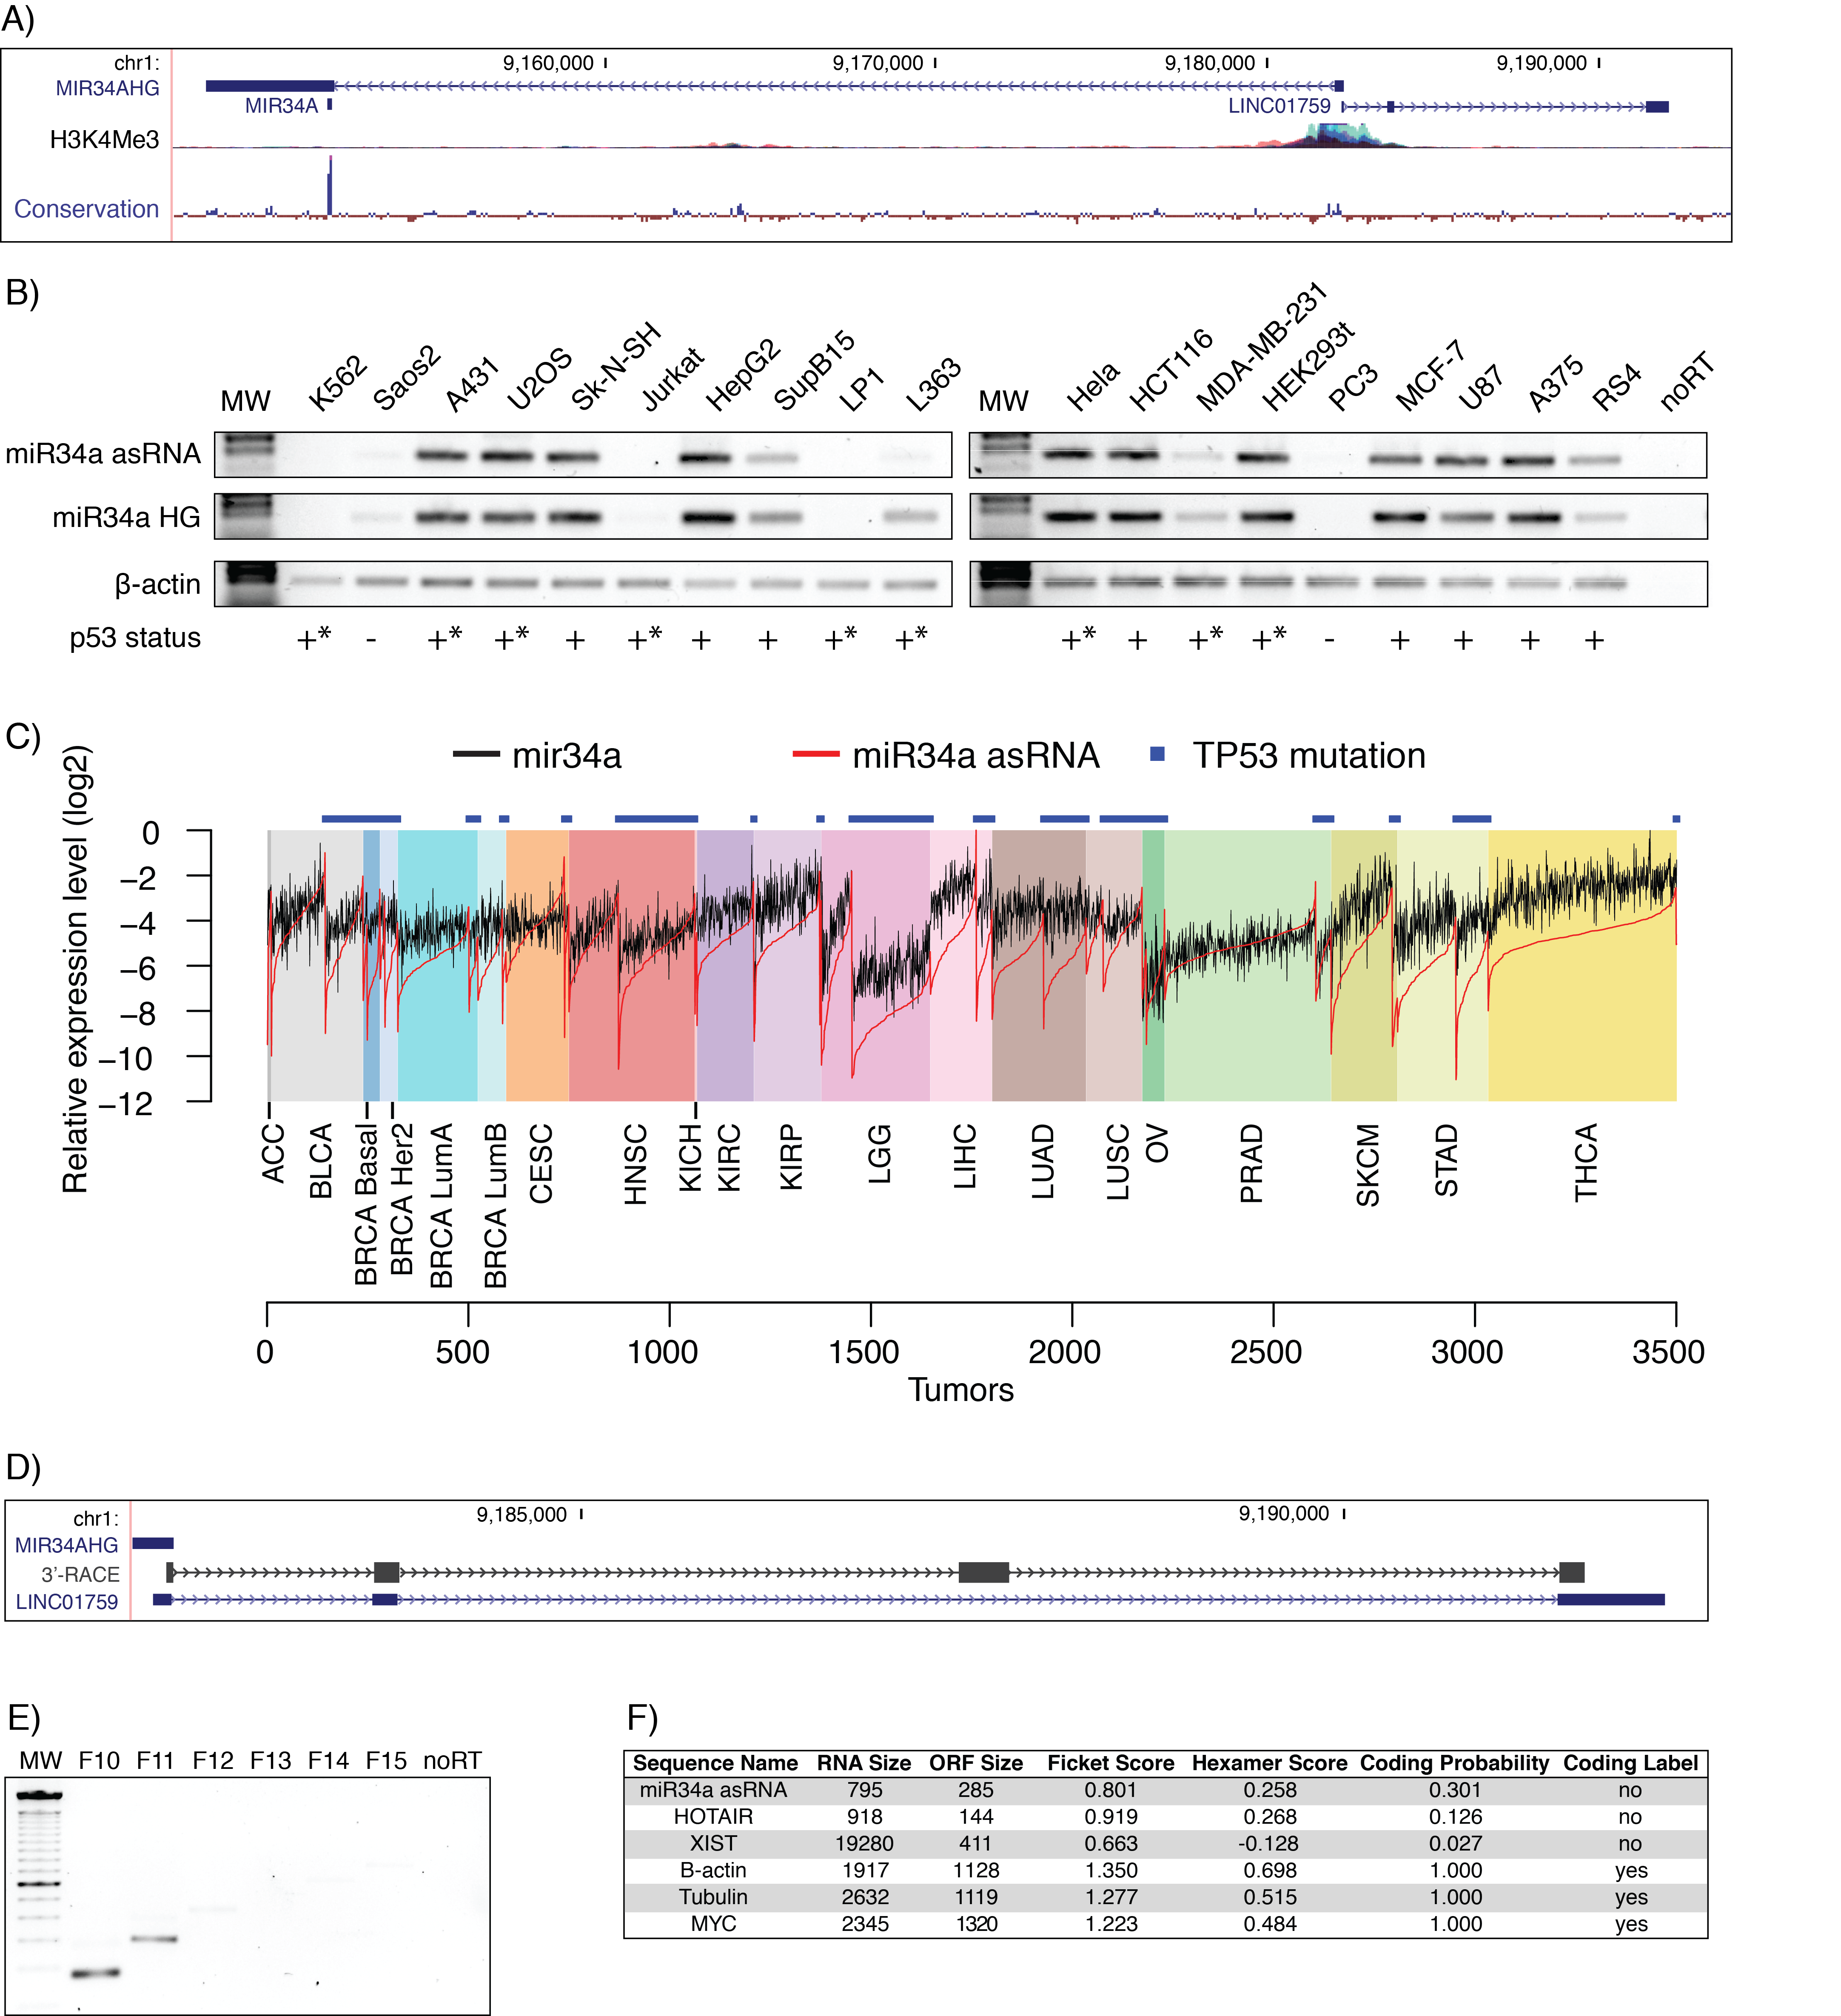 A)
chr1: 9,160,000 9,170,000 9,180,000 9,190,000
MIR34AHG
MIR34A LINC01759
H3K4Me3
Conservation
B)
MW K562 Saos2 A431 U2OS Sk-N-SH Jurkat HepG2 SupB15 LP1 L363 MW Hela HCT116 MDA-MB-231 HEK293t PC3 MCF-7 U87 A375 RS4 noRT
miR34a asRNA
miR34a HG
β-actin
p53 status +* - +* +* + +* + + +* +* +* + +* +* - + + + +
C)
mir34a miR34a asRNA TP53 mutation
Relative expression level (log2)
0
−2
−4
−6
−8
−10
−12
ACC BLCA BRCA Basal BRCA Her2 BRCA LumA BRCA LumB CESC HNSC KICH KIRC KIRP LGG LIHC LUAD LUSC OV PRAD SKCM STAD THCA
0 500 1000 1500 2000 2500 3000 3500
Tumors
D)
chr1: 9,185,000 9,190,000
MIR34AHG
3'-RACE
LINC01759
E)
MW F10 F11 F12 F13 F14 F15 noRT
F)
Sequence Name RNA Size ORF Size Ficket Score Hexamer Score Coding Probability Coding Label
miR34a asRNA 795 285 0.801 0.258 0.301 no
HOTAIR 918 144 0.919 0.268 0.126 no
XIST 19280 411 0.663 -0.128 0.027 no
B-actin 1917 1128 1.350 0.698 1.000 yes
Tubulin 2632 1119 1.277 0.515 1.000 yes
MYC 2345 1320 1.223 0.484 1.000 yes